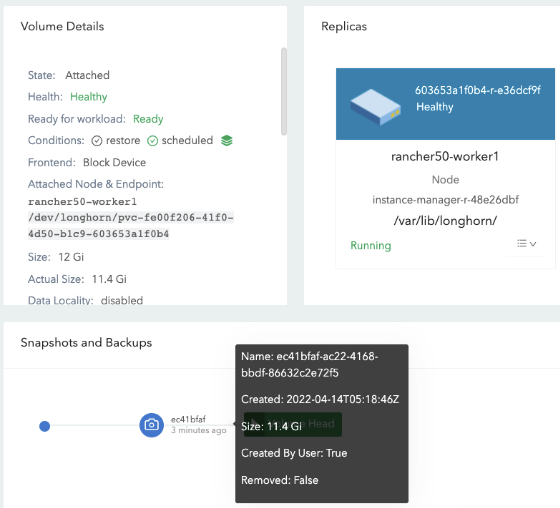 Volume Details
State: Attached
Health: Healthy
Ready for workload: Ready
Conditions: restore scheduled
Frontend: Block Device
Attached Node & Endpoint:
rancher50-worker1
/dev/longhorn/pvc-fe00f206-41f0-
4d50-b1c9-603653a1f0b4
Size: 12 Gi
Actual Size: 11.4 Gi
Data Locality: disabled
Replicas
603653a1f0b4-r-e36dcf9f
Healthy
rancher50-worker1
Node
instance-manager-r-48e26dbf
/var/lib/longhorn/
Running
Snapshots and Backups
ec41bfaf
3 minutes ago
Name: ec41bfaf-ac22-4168-
bbdf-86632c2e72f5
Created: 2022-04-14T05:18:46Z
Size: 11.4 Gi
Head
Created By User: True
Removed: False